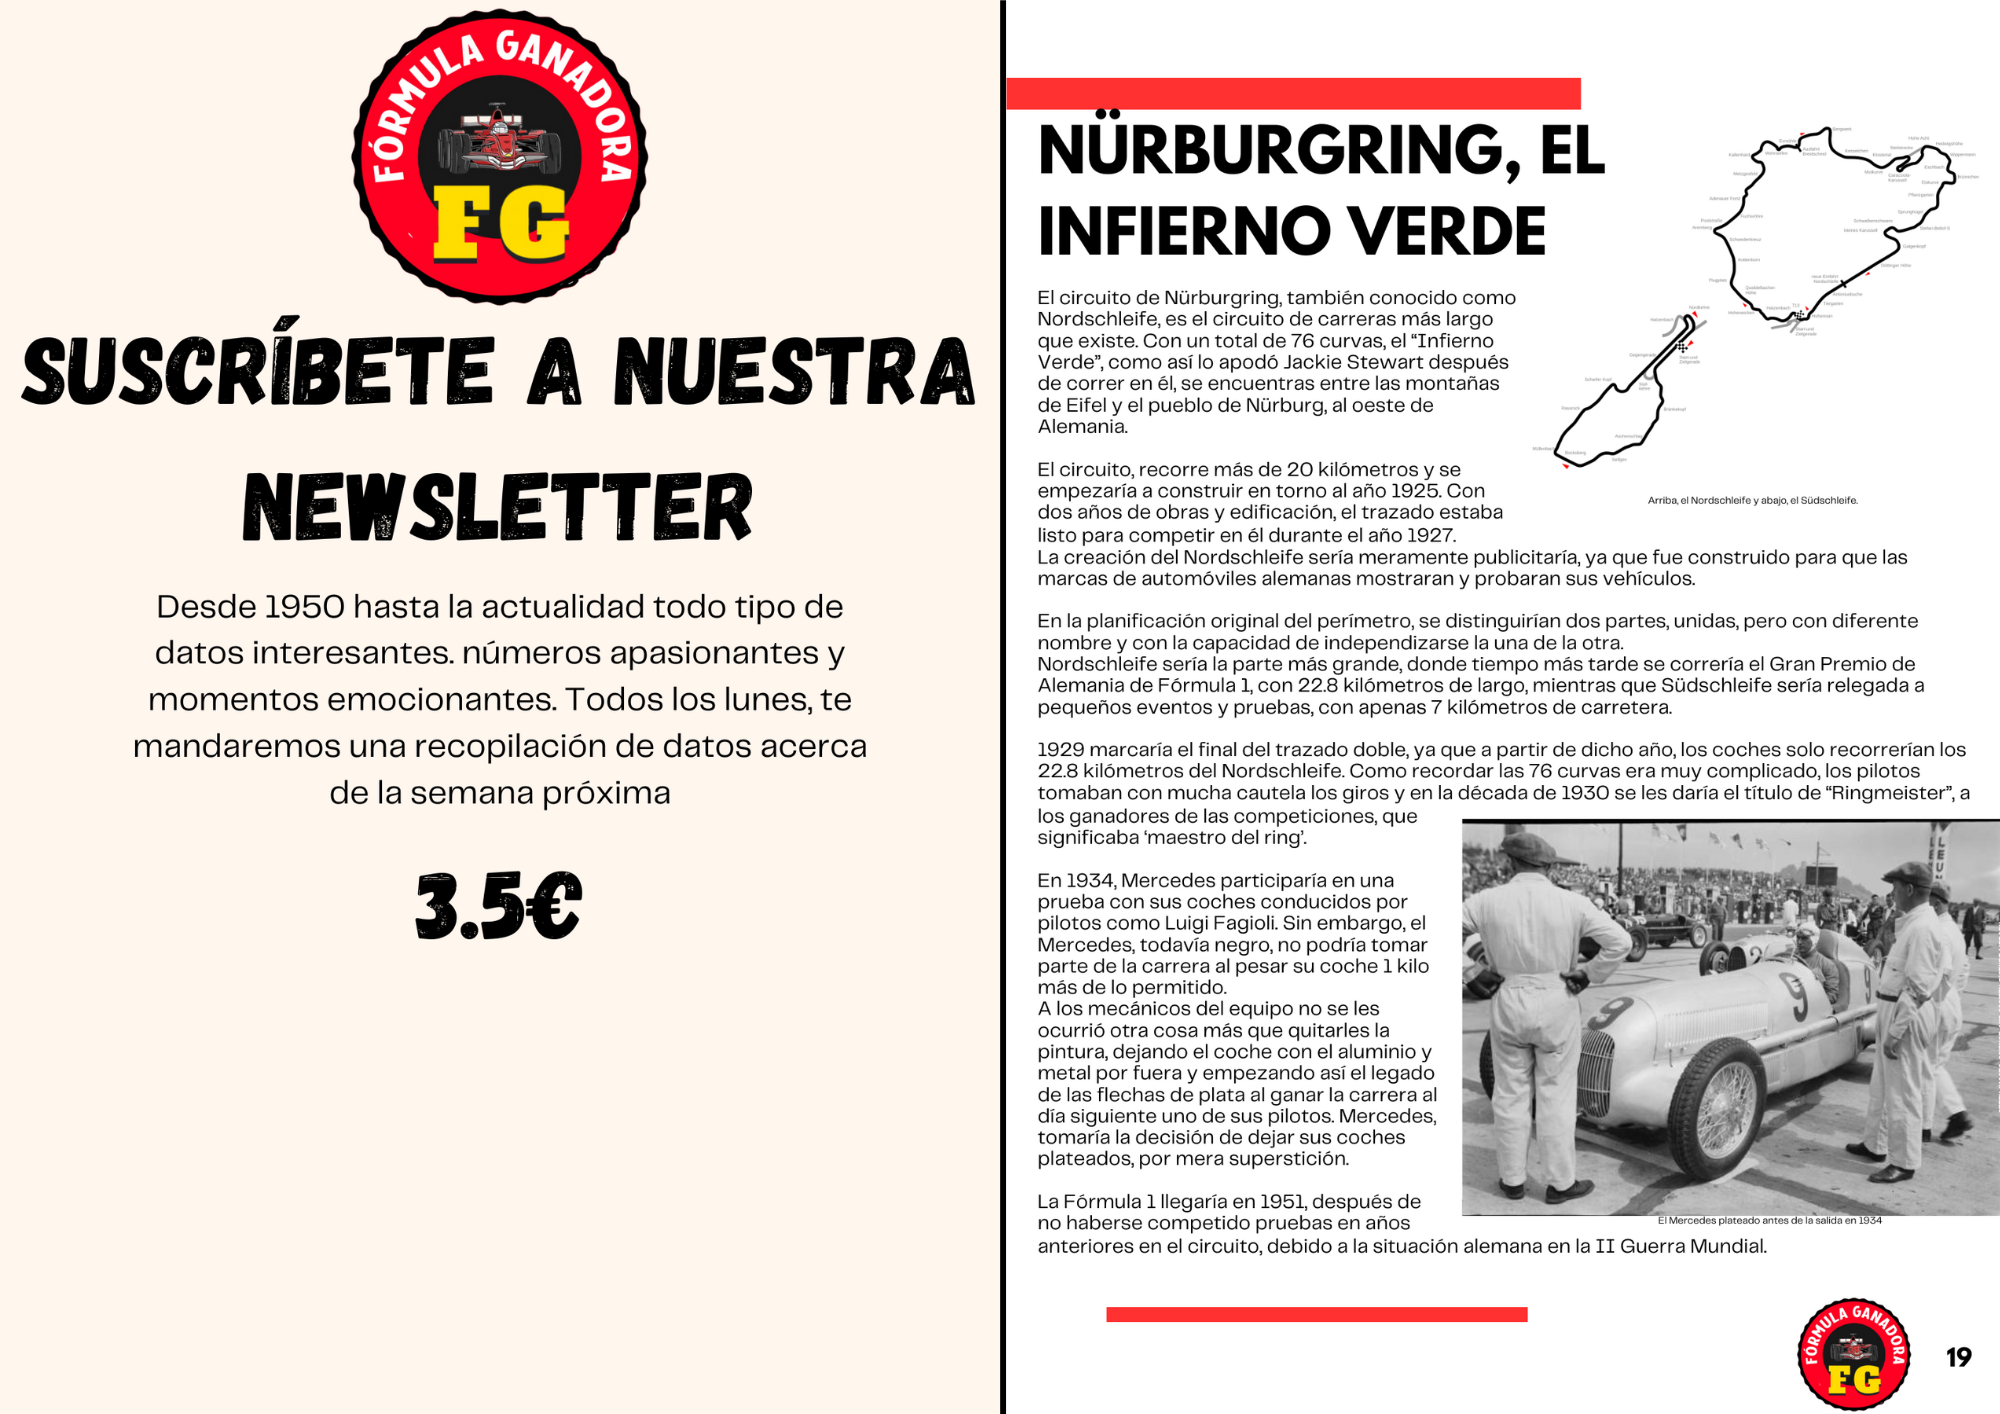 FÓRMULA GANADORA
FG
SUSCRÍBETE A NUESTRA
NEWSLETTER
Desde 1950 hasta la actualidad todo tipo de
datos interesantes. números apasionantes y
momentos emocionantes. Todos los lunes, te
mandaremos una recopilación de datos acerca
de la semana próxima
3.5€
NÜRBURGRING, EL
INFIERNO VERDE
El circuito de Nürburgring, también conocido como
Nordschleife, es el circuito de carreras más largo
que existe. Con un total de 76 curvas, el “Infierno
Verde”, como así lo apodó Jackie Stewart después
de correr en él, se encuentras entre las montañas
de Eifel y el pueblo de Nürburg, al oeste de
Alemania.
El circuito, recorre más de 20 kilómetros y se
empezaría a construir en torno al año 1925. Con
dos años de obras y edificación, el trazado estaba
listo para competir en él durante el año 1927.
La creación del Nordschleife sería meramente publicitaría, ya que fue construido para que las
marcas de automóviles alemanas mostraran y probaran sus vehículos.
Arriba, el Nordschleife y abajo, el Südschleife.
En la planificación original del perímetro, se distinguirían dos partes, unidas, pero con diferente
nombre y con la capacidad de independizarse la una de la otra.
Nordschleife sería la parte más grande, donde tiempo más tarde se correría el Gran Premio de
Alemania de Fórmula 1, con 22.8 kilómetros de largo, mientras que Südschleife sería relegada a
pequeños eventos y pruebas, con apenas 7 kilómetros de carretera.
1929 marcaría el final del trazado doble, ya que a partir de dicho año, los coches solo recorrerían los
22.8 kilómetros del Nordschleife. Como recordar las 76 curvas era muy complicado, los pilotos
tomaban con mucha cautela los giros y en la década de 1930 se les daría el título de “Ringmeister”, a
los ganadores de las competiciones, que
significaba ‘maestro del ring’.
En 1934, Mercedes participaría en una
prueba con sus coches conducidos por
pilotos como Luigi Fagioli. Sin embargo, el
Mercedes, todavía negro, no podría tomar
parte de la carrera al pesar su coche 1 kilo
más de lo permitido.
A los mecánicos del equipo no se les
ocurrió otra cosa más que quitarles la
pintura, dejando el coche con el aluminio y
metal por fuera y empezando así el legado
de las flechas de plata al ganar la carrera al
día siguiente uno de sus pilotos. Mercedes,
tomaría la decisión de dejar sus coches
plateados, por mera superstición.
9
9
2
El Mercedes plateado antes de la salida en 1934
La Fórmula 1 llegaría en 1951, después de
no haberse competido pruebas en años
anteriores en el circuito, debido a la situación alemana en la II Guerra Mundial.
FÓRMULA GANADORA
FG
19